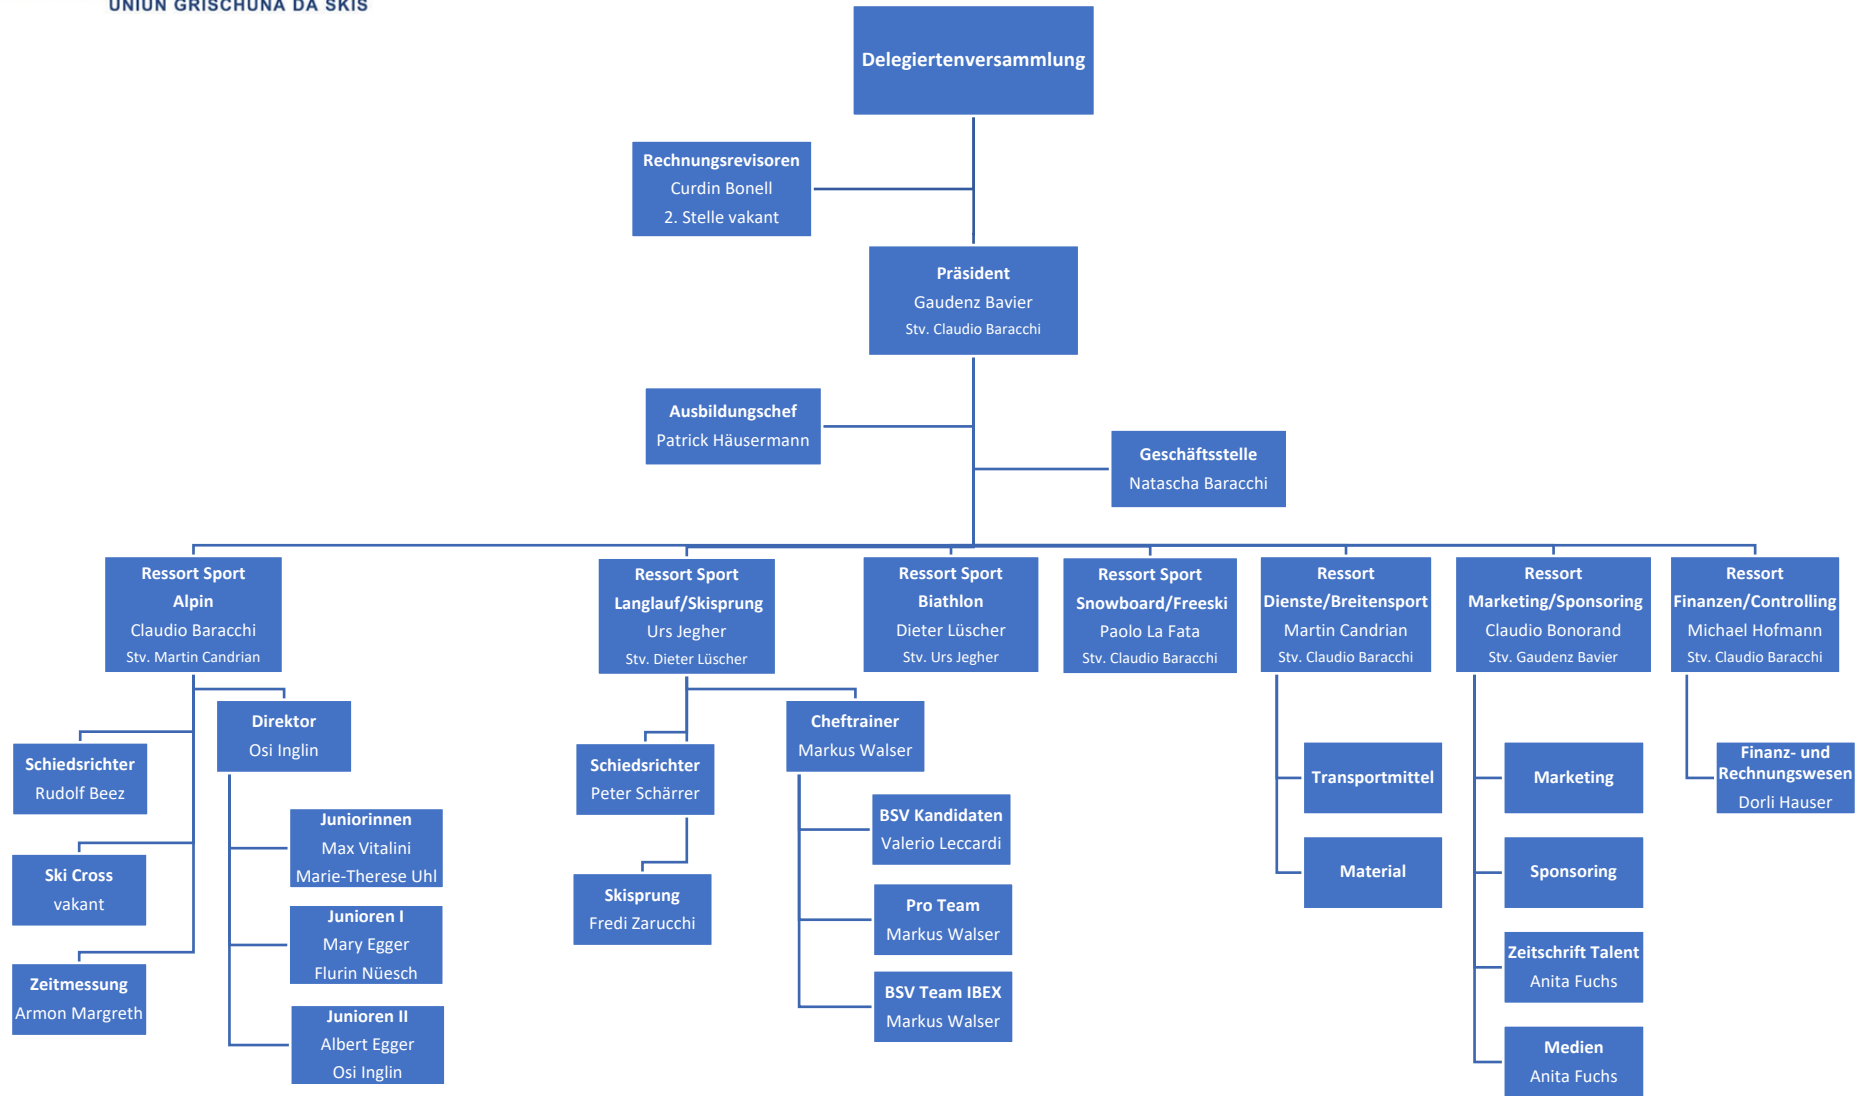 UNIUN GRISCHUNA DA SKIS
Delegiertenversammlung
Rechnungsrevisoren
Curdin Bonell
2. Stelle vakant
Präsident
Gaudenz Bavier
Stv. Claudio Baracchi
Ausbildungschef
Patrick Häusermann
Geschäftsstelle
Natascha Baracchi
Ressort Sport
Alpin
Claudio Baracchi
Stv. Martin Candrian
Ressort Sport
Langlauf/Skisprung
Urs Jegher
Stv. Dieter Lüscher
Ressort Sport
Biathlon
Dieter Lüscher
Stv. Urs Jegher
Ressort Sport
Snowboard/Freeski
Paolo La Fata
Stv. Claudio Baracchi
Ressort
Dienste/Breitensport
Martin Candrian
Stv. Claudio Baracchi
Ressort
Marketing/Sponsoring
Claudio Bonorand
Stv. Gaudenz Bavier
Ressort
Finanzen/Controlling
Michael Hofmann
Stv. Claudio Baracchi
Direktor
Osi Inglin
Schiedsrichter
Rudolf Beez
Ski Cross
vakant
Zeitmessung
Armon Margreth
Juniorinnen
Max Vitalini
Marie-Therese Uhl
Junioren I
Mary Egger
Flurin Nüesch
Junioren II
Albert Egger
Osi Inglin
Schiedsrichter
Peter Schärrer
Skisprung
Fredi Zarucchi
Cheftrainer
Markus Walser
BSV Kandidaten
Valerio Leccardi
Pro Team
Markus Walser
BSV Team IBEX
Markus Walser
Transportmittel
Material
Marketing
Sponsoring
Zeitschrift Talent
Anita Fuchs
Medien
Anita Fuchs
Finanz- und
Rechnungswesen
Dorli Hauser